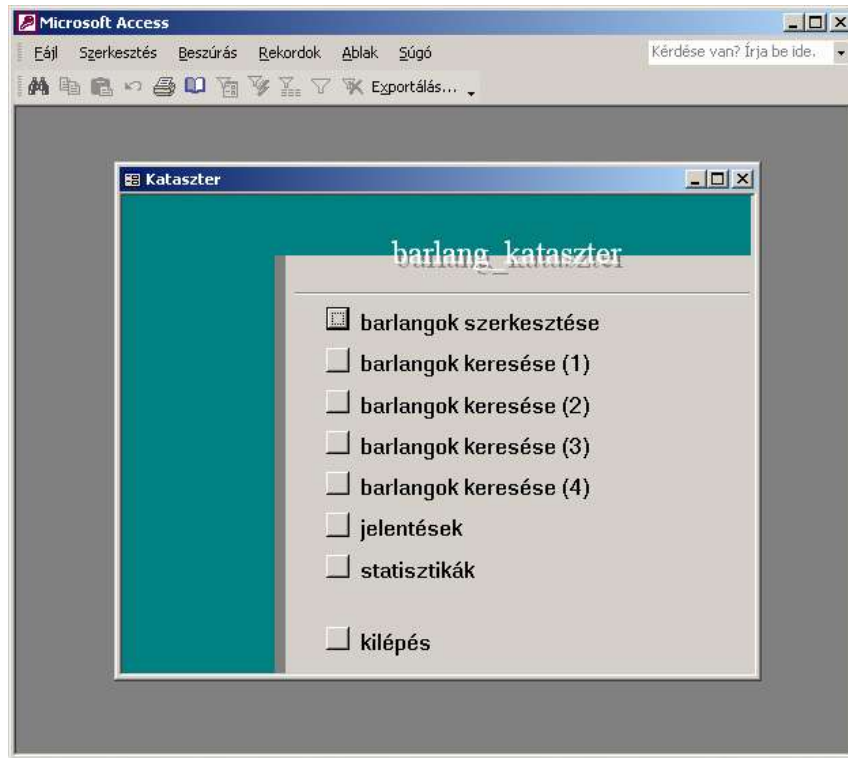 Microsoft Access
Fájl Szerkesztés Beszúrás Rekordok Ablak Súgó Kérdése van? Írja be ide.
Exportálás...
Kataszter
barlang_kataszter
barlangok szerkesztése
barlangok keresése (1)
barlangok keresése (2)
barlangok keresése (3)
barlangok keresése (4)
jelentések
statisztikák
kilépés